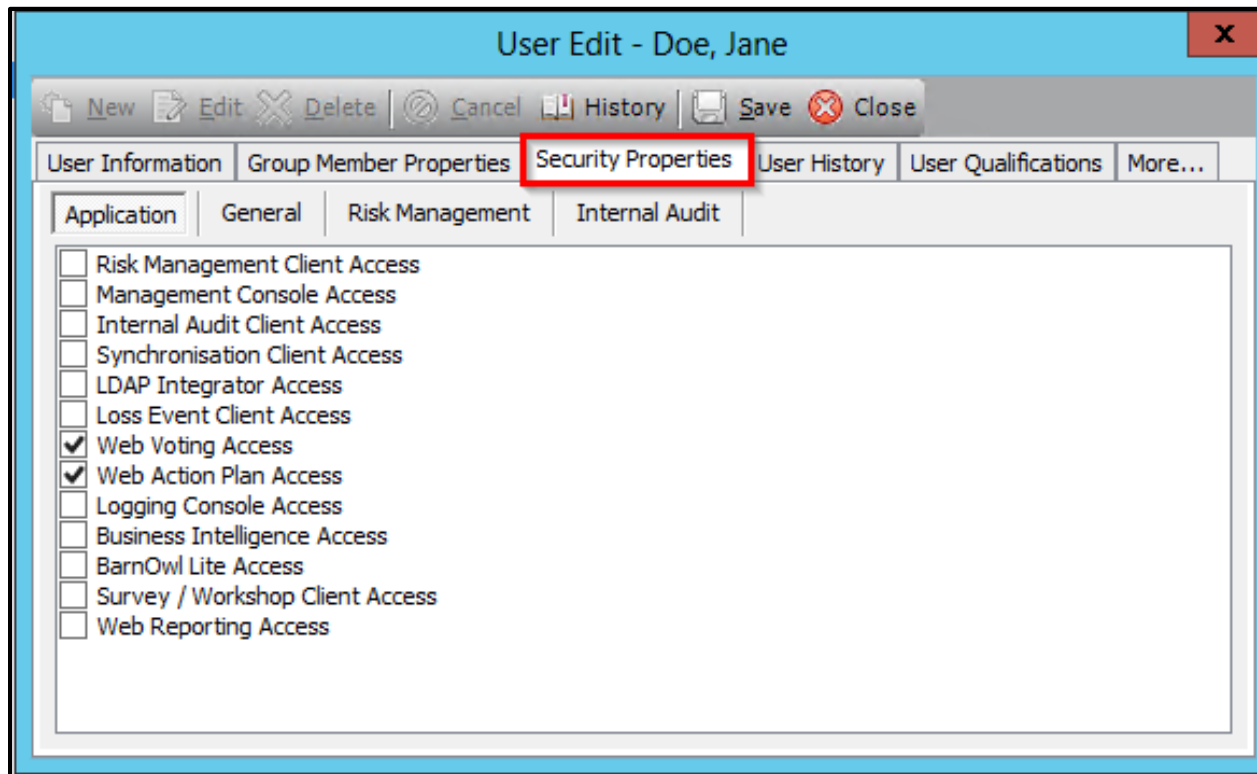 User Edit - Doe, Jane
x
New Edit Delete Cancel History Save Close
User Information Group Member Properties Security Properties User History User Qualifications More...
Application General Risk Management Internal Audit
Risk Management Client Access
Management Console Access
Internal Audit Client Access
Synchronisation Client Access
LDAP Integrator Access
Loss Event Client Access
Web Voting Access
Web Action Plan Access
Logging Console Access
Business Intelligence Access
BarnOwl Lite Access
Survey / Workshop Client Access
Web Reporting Access